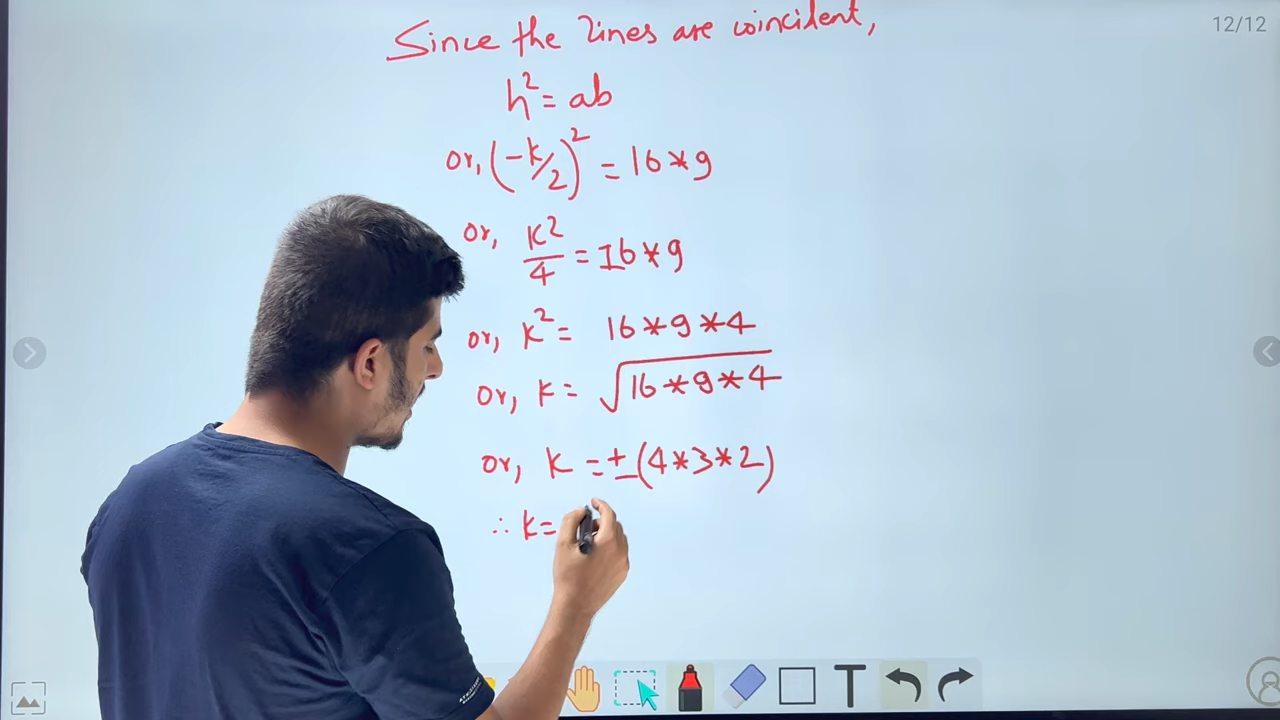 12/12
Since the lines are coincident,
h² = ab
or, (-k/2)² = 16*9
or, k²/4 = 16*9
or, k² = 16*9*4
or, k = √16*9*4
or, k = ±(4*3*2)
∴ k =
T